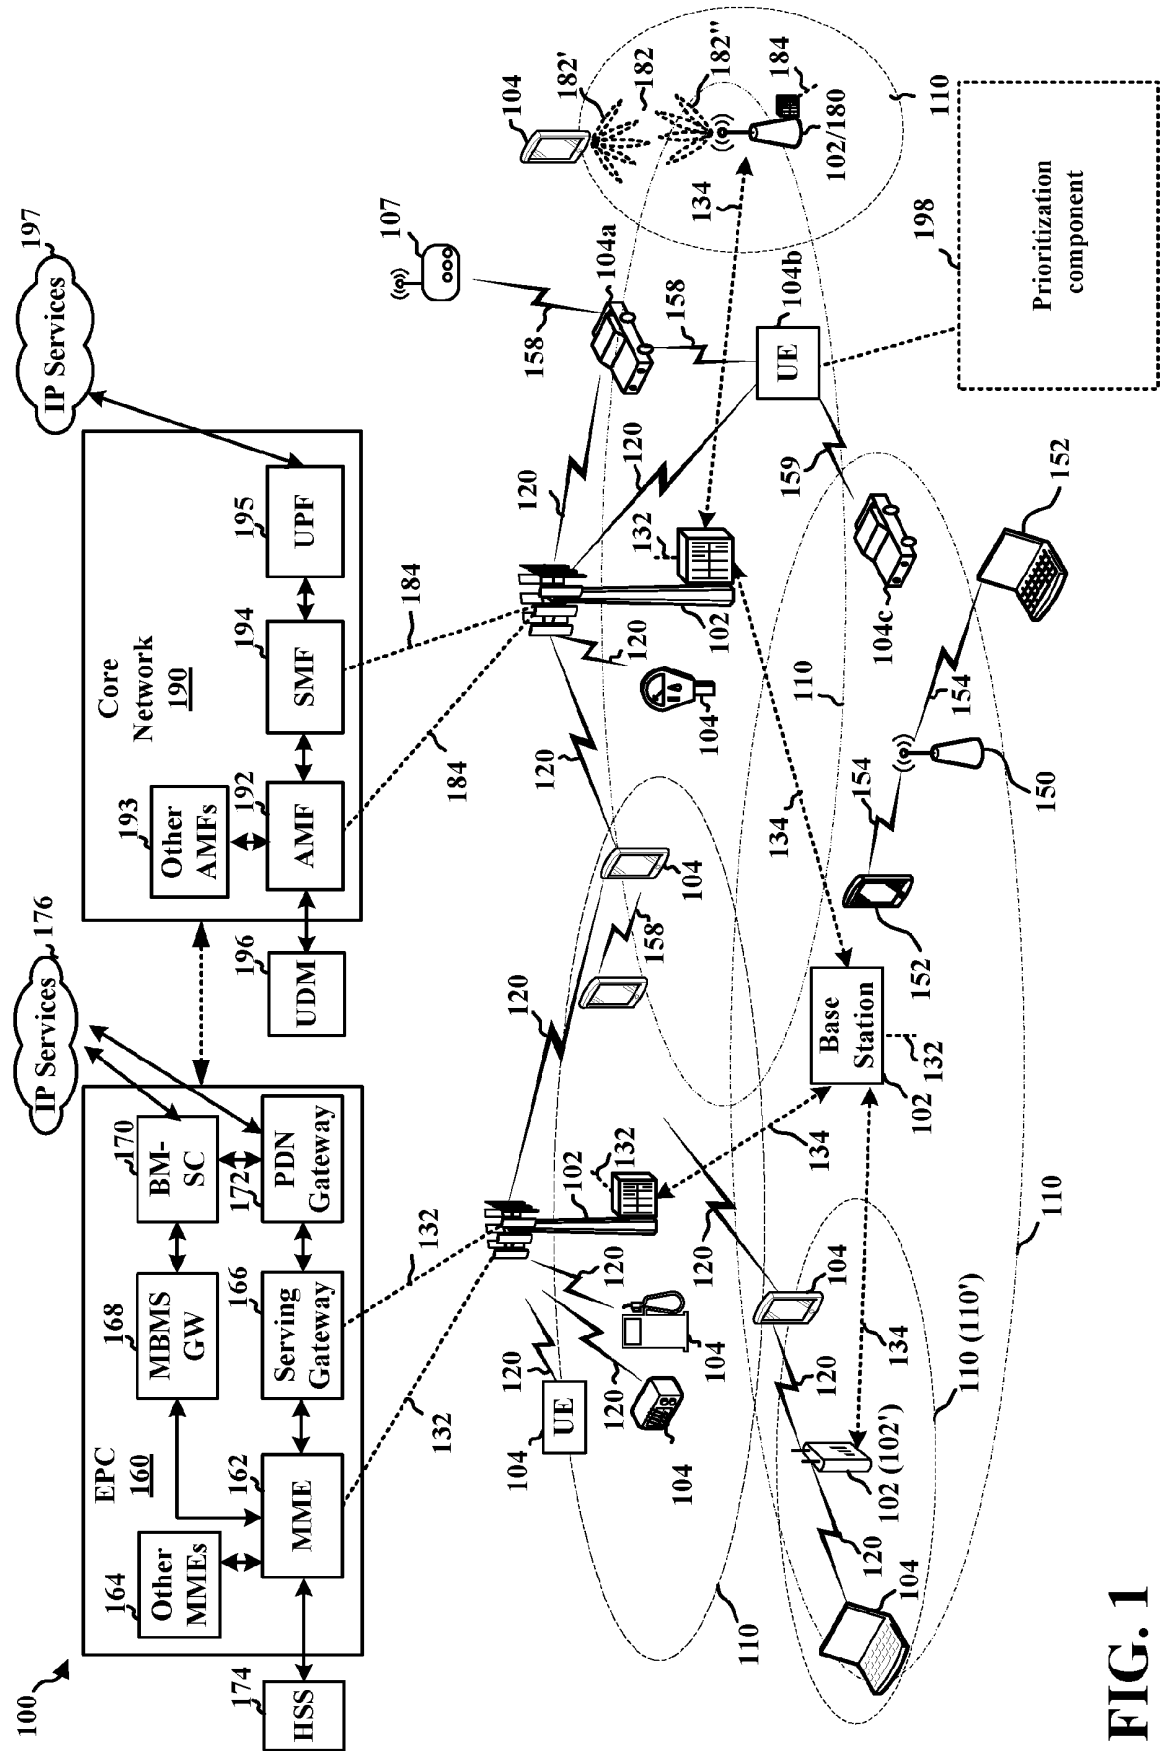 100
IP Services
176
IP Services
197
EPC
160
164
Other
MMEs
168
MBMS
GW
170
BM-
SC
174
HSS
162
MME
166
Serving
Gateway
172
PDN
Gateway
Core
Network
190
193
Other
AMFs
196
UDM
192
AMF
194
SMF
195
UPF
132
132
184
184
107
158
104
182'
182
182''
184
102/180
110
134
104a
158
120
120
104b
UE
159
104c
198
Prioritization
component
120
120
104
132
102
120
104
158
120
UE
104
120
120
104
120
104
102
132
134
110
110
134
Base
Station
102
132
120
104
134
120
102 (102')
120
104
110 (110')
110
152
154
150
154
152
FIG. 1